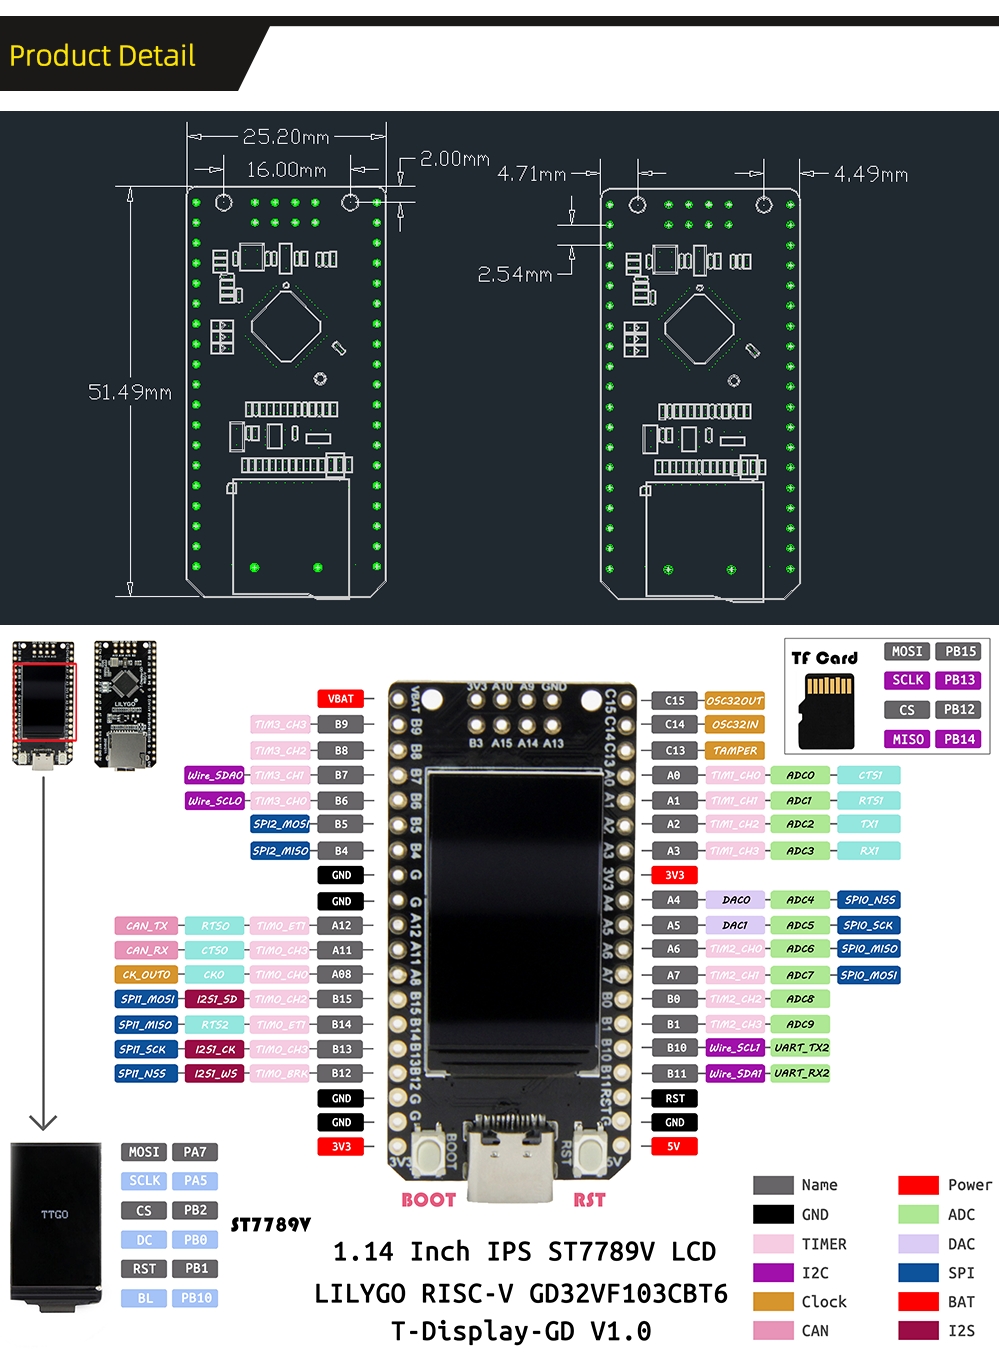 Product Detail
25.20mm
16.00mm
2.00mm
4.71mm
4.49mm
2.54mm
51.49mm
TF Card
MOSI PB15
SCLK PB13
CS PB12
MISO PB14
LILYGO
VBAT
TIM3_CH3 B9
TIM3_CH2 B8
Wire_SDA0 TIM3_CH1 B7
Wire_SCL0 TIM3_CH0 B6
SPI2_MOSI B5
SPI2_MISO B4
GND
GND
CAN_TX RTS0 TIM0_ETI A12
CAN_RX CTS0 TIM0_CH3 A11
CK_OUT0 CK0 TIM0_CH0 A08
SPI1_MOSI I2S1_SD TIM0_CH2 B15
SPI1_MISO RTS2 TIM0_ETI B14
SPI1_SCK I2S1_CK TIM0_CH3 B13
SPI1_NSS I2S1_WS TIM0_BRK B12
GND
GND
3V3
3V3 A10 A9 GND
B3 A15 A14 A13
VBAT
B9
B8
B7
B6
B5
B4
G
G
A12
A11
A8
B15
B14
B13
B12
G
G
3V3
C15
C14
C13
A0
A1
A2
A3
3V3
A4
A5
A6
A7
B0
B1
B10
B11
RST
G
5V
BOOT
RST
BOOT
RST
C15 OSC32OUT
C14 OSC32IN
C13 TAMPER
A0 TIM1_CH0 ADC0 CTS1
A1 TIM1_CH1 ADC1 RTS1
A2 TIM1_CH2 ADC2 TX1
A3 TIM1_CH3 ADC3 RX1
3V3
A4 DAC0 ADC4 SPI0_NSS
A5 DAC1 ADC5 SPI0_SCK
A6 TIM2_CH0 ADC6 SPI0_MISO
A7 TIM2_CH1 ADC7 SPI0_MOSI
B0 TIM2_CH2 ADC8
B1 TIM2_CH3 ADC9
B10 Wire_SCL1 UART_TX2
B11 Wire_SDA1 UART_RX2
RST
GND
5V
TTGO
MOSI PA7
SCLK PA5
CS PB2
DC PB0
RST PB1
BL PB10
ST7789V
1.14 Inch IPS ST7789V LCD
LILYGO RISC-V GD32VF103CBT6
T-Display-GD V1.0
Name
GND
TIMER
I2C
Clock
CAN
Power
ADC
DAC
SPI
BAT
I2S